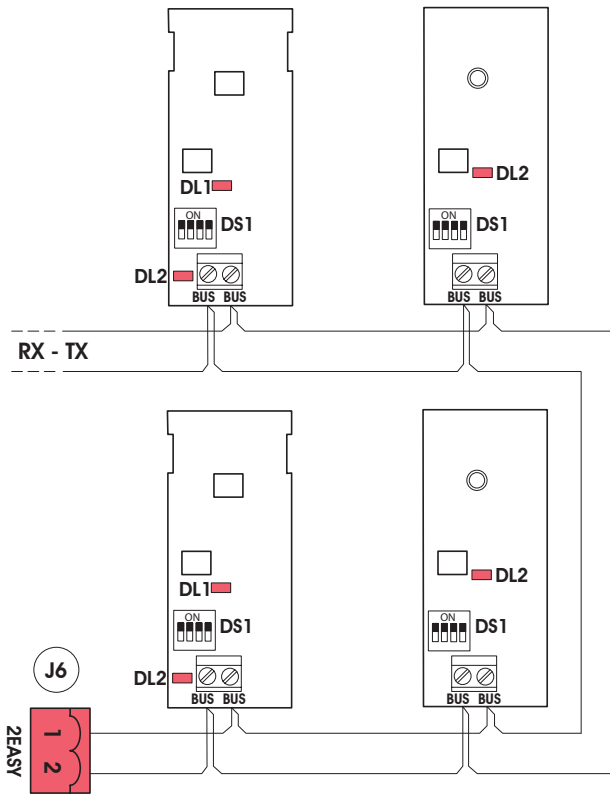 DL1
ON
DS1
DL2
BUS BUS
DL2
ON
DS1
BUS BUS
RX - TX
DL1
ON
DS1
DL2
BUS BUS
DL2
ON
DS1
BUS BUS
J6
2EASY
1
2